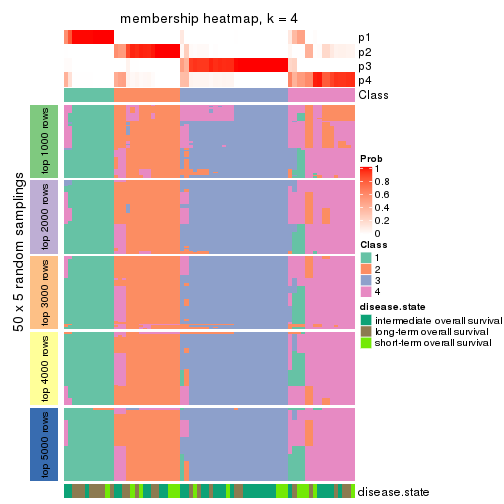 membership heatmap, k = 4
p1
p2
p3
p4
Class
50 x 5 random samplings
top 1000 rows
top 2000 rows
top 3000 rows
top 4000 rows
top 5000 rows
Prob
1
0.8
0.6
0.4
0.2
0
Class
1
2
3
4
disease.state
intermediate overall survival
long-term overall survival
short-term overall survival
disease.state